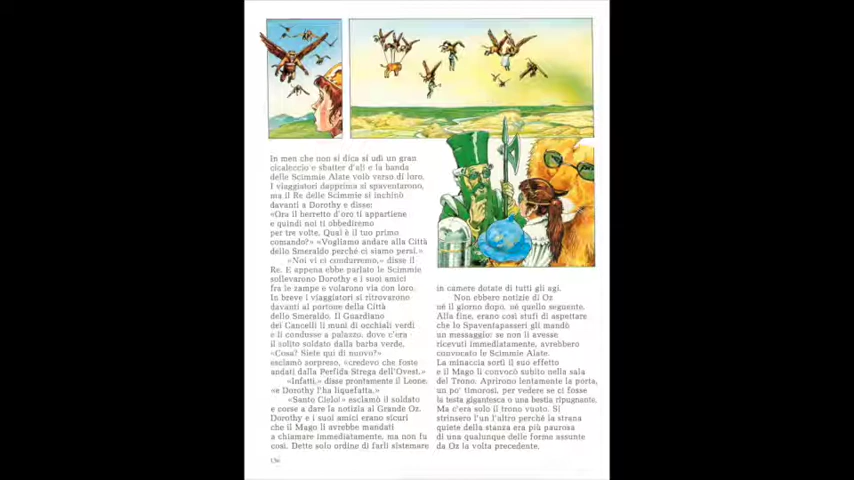 In men che non si dica si udì un gran
cicaleccio e sbatter d'ali e la banda
delle Scimmie Alate volò verso di loro.
I viaggiatori dapprima si spaventarono,
ma il Re delle Scimmie si inchinò
davanti a Dorothy e disse:
«Ora il berretto d'oro ti appartiene
e quindi noi ti obbediremo
per tre volte. Qual è il tuo primo
comando?» «Vogliamo andare alla Città
dello Smeraldo perché ci siamo persi.»
«Noi vi ci condurremo,» disse il
Re. E appena ebbe parlato le Scimmie
sollevarono Dorothy e i suoi amici
fra le zampe e volarono via con loro.
In breve i viaggiatori si ritrovarono
davanti al portone della Città
dello Smeraldo. Il Guardiano
dei Cancelli li munì di occhiali verdi
e li condusse a palazzo, dove c'era
il solito soldato dalla barba verde.
«Cosa? Siete qui di nuovo?»
esclamò sorpreso, «credevo che foste
andati dalla Perfida Strega dell'Ovest.»
«Infatti,» disse prontamente il Leone,
«e Dorothy l'ha liquefatta.»
«Santo Cielo!» esclamò il soldato
e corse a dare la notizia al Grande Oz.
Dorothy e i suoi amici erano sicuri
che il Mago li avrebbe mandati
a chiamare immediatamente, ma non fu
così. Dette solo ordine di farli sistemare
in camere dotate di tutti gli agi.
Non ebbero notizie di Oz
né il giorno dopo, né quello seguente.
Alla fine, erano così stufi di aspettare
che lo Spaventapasseri gli mandò
un messaggio: se non li avesse
ricevuti immediatamente, avrebbero
convocato le Scimmie Alate.
La minaccia sortì il suo effetto
e il Mago li convocò subito nella sala
del Trono. Aprirono lentamente la porta,
un po' timorosi, per vedere se ci fosse
la testa gigantesca o una bestia ripugnante.
Ma c'era solo il trono vuoto. Si
strinsero l'un l'altro perché la strana
quiete della stanza era più paurosa
di una qualunque delle forme assunte
da Oz la volta precedente.